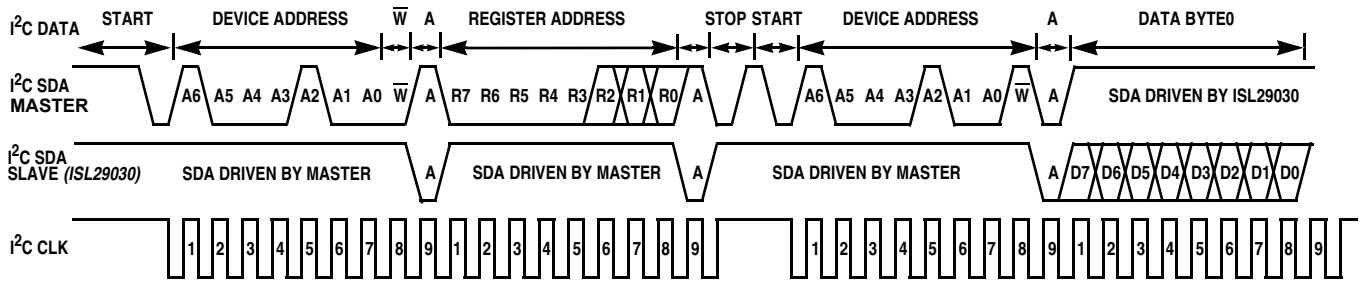 I²C DATA START DEVICE ADDRESS W̅ A REGISTER ADDRESS STOP START DEVICE ADDRESS A DATA BYTE0
I²C SDA MASTER A6 A5 A4 A3 A2 A1 A0 W̅ A R7 R6 R5 R4 R3 R2 R1 R0 A A6 A5 A4 A3 A2 A1 A0 W̅ A SDA DRIVEN BY ISL29030
I²C SDA SLAVE (ISL29030) SDA DRIVEN BY MASTER A SDA DRIVEN BY MASTER A SDA DRIVEN BY MASTER A D7 D6 D5 D4 D3 D2 D1 D0
I²C CLK 1 2 3 4 5 6 7 8 9 1 2 3 4 5 6 7 8 9 1 2 3 4 5 6 7 8 9 1 2 3 4 5 6 7 8 9